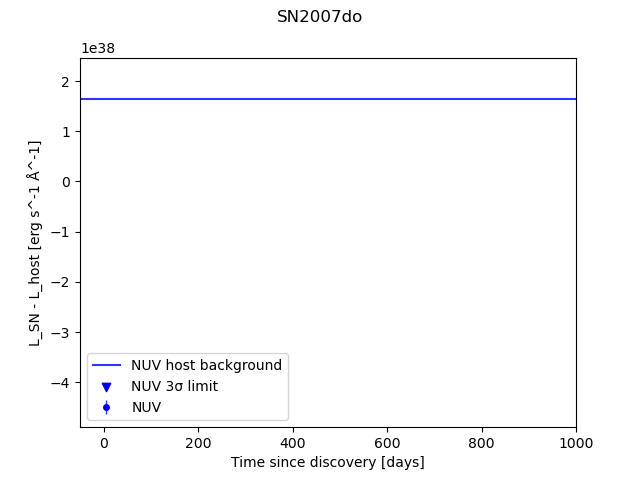 SN2007do
1e38
2
1
0
−1
−2
−3
−4
L_SN - L_host [erg s^-1 Å^-1]
NUV host background
NUV 3σ limit
NUV
0
200
400
600
800
1000
Time since discovery [days]